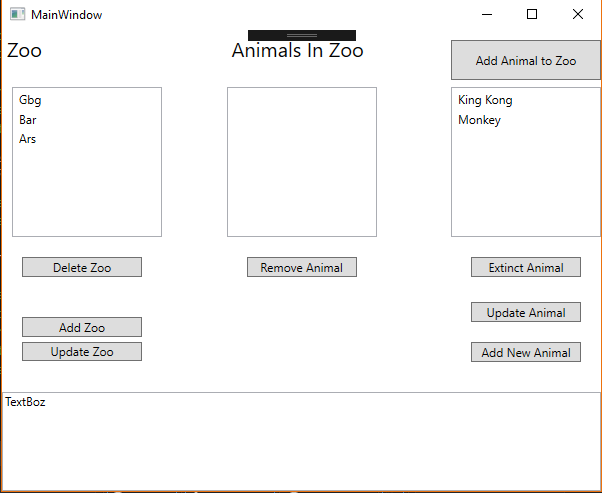 MainWindow
Zoo
Animals In Zoo
Add Animal to Zoo
Gbg
Bar
Ars
King Kong
Monkey
Delete Zoo
Remove Animal
Extinct Animal
Update Animal
Add Zoo
Update Zoo
Add New Animal
TextBoz